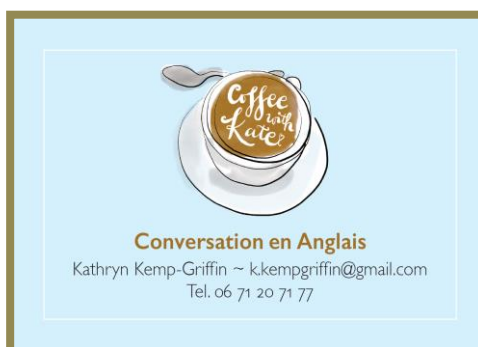 Coffee
with
Kate
Conversation en Anglais
Kathryn Kemp-Griffin ~ k.kempgriffin@gmail.com
Tel. 06 71 20 71 77